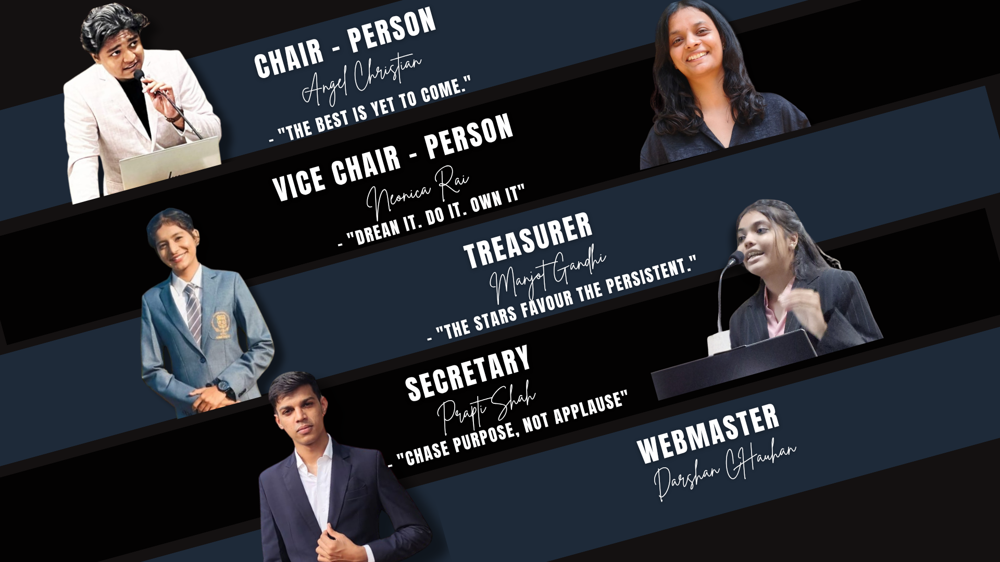 CHAIR - PERSON
Angel Christian
- "THE BEST IS YET TO COME."
VICE CHAIR - PERSON
Neonica Rai
- "DREAN IT. DO IT. OWN IT"
TREASURER
Manjot Gandhi
- "THE STARS FAVOUR THE PERSISTENT."
SECRETARY
Prapti Shah
- "CHASE PURPOSE, NOT APPLAUSE"
WEBMASTER
Darshan CHauhan